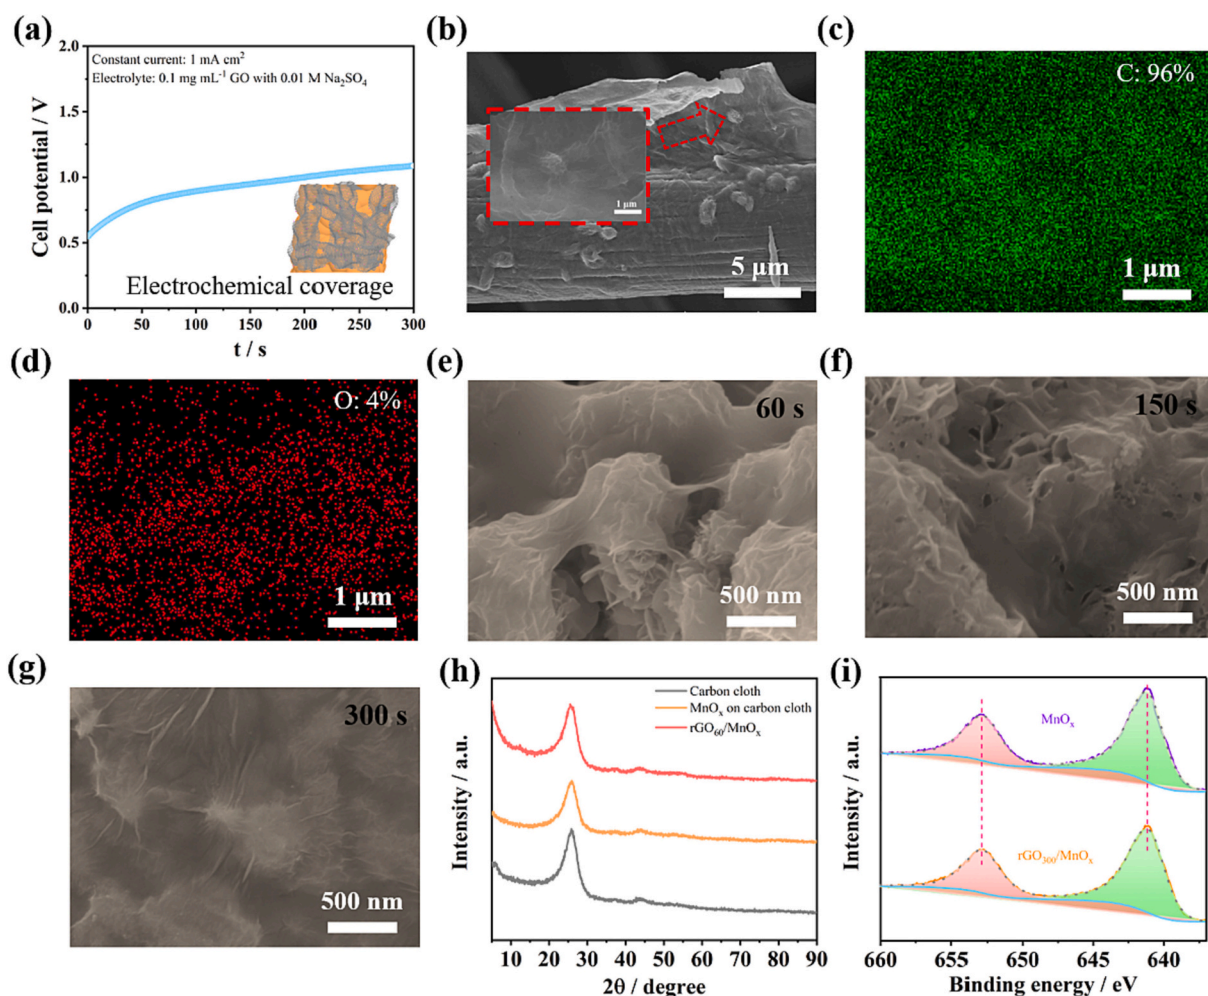 (a)
2.0
1.5
1.0
0.5
0.0
Cell potential / V
Constant current: 1 mA cm²
Electrolyte: 0.1 mg mL⁻¹ GO with 0.01 M Na₂SO₄
Electrochemical coverage
0 50 100 150 200 250 300
t / s
(b)
1 μm
5 μm
(c)
C: 96%
1 μm
(d)
O: 4%
1 μm
(e)
60 s
500 nm
(f)
150 s
500 nm
(g)
300 s
500 nm
(h)
Intensity / a.u.
Carbon cloth
MnOₓ on carbon cloth
rGO₆₀/MnOₓ
10 20 30 40 50 60 70 80 90
2θ / degree
(i)
Intensity / a.u.
MnOₓ
rGO₃₀₀/MnOₓ
660 655 650 645 640
Binding energy / eV